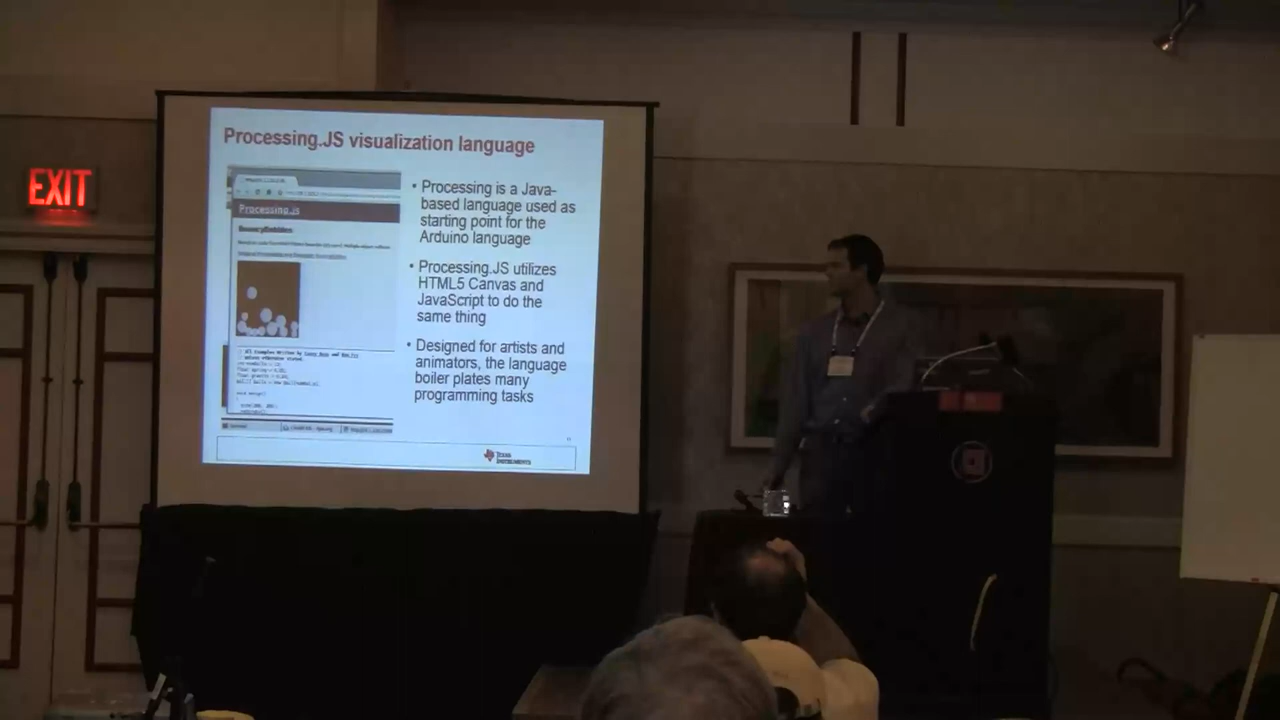 Processing.JS visualization language
EXIT
Processing.js
• Processing is a Java-
based language used as
starting point for the
Arduino language
• Processing.JS utilizes
HTML5 Canvas and
JavaScript to do the
same thing
• Designed for artists and
animators, the language
boiler plates many
programming tasks
TEXAS
INSTRUMENTS